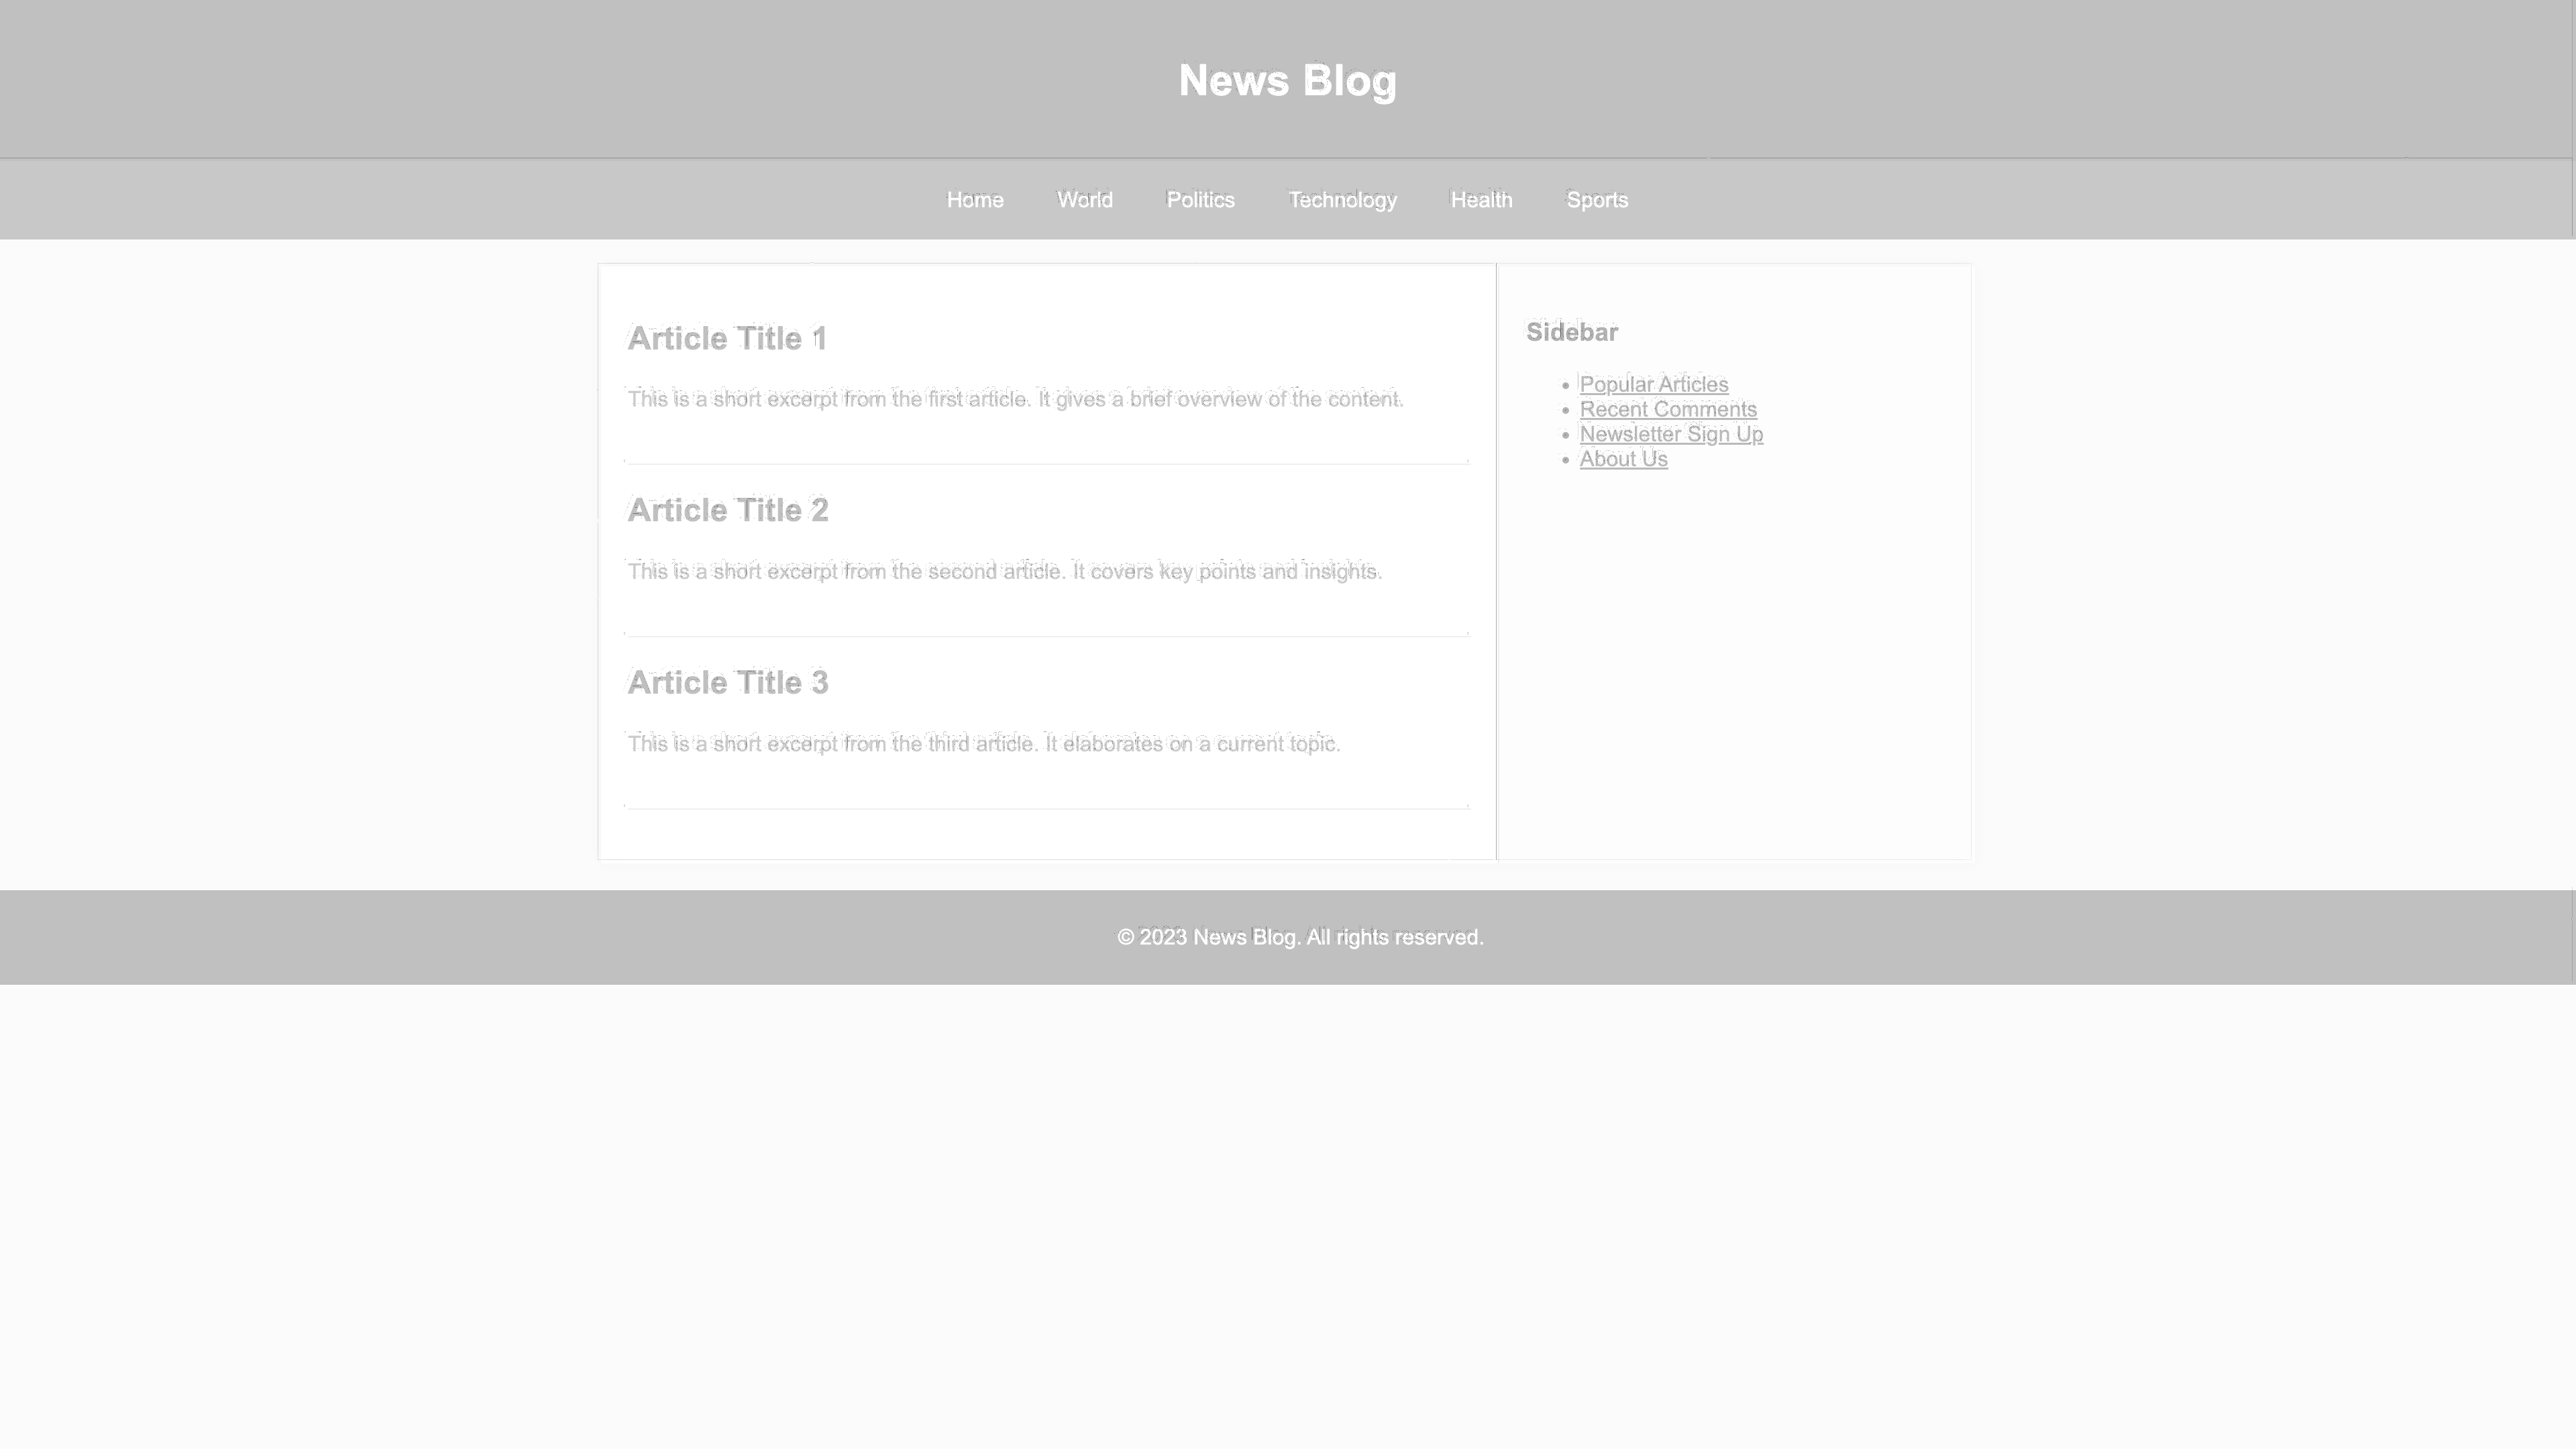 News Blog
Home World Politics Technology Health Sports
Article Title 1
This is a short excerpt from the first article. It gives a brief overview of the content.
Article Title 2
This is a short excerpt from the second article. It covers key points and insights.
Article Title 3
This is a short excerpt from the third article. It elaborates on a current topic.
Sidebar
Popular Articles
Recent Comments
Newsletter Sign Up
About Us
© 2023 News Blog. All rights reserved.